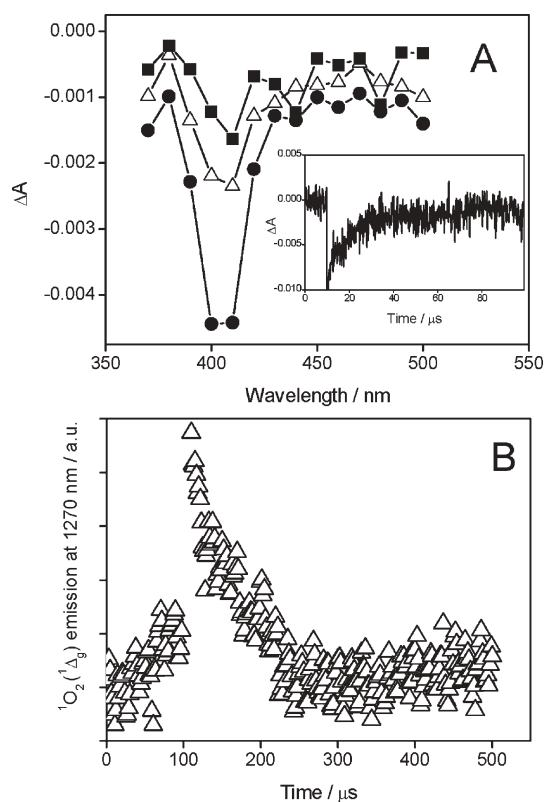 0.000
-0.001
-0.002
-0.003
-0.004
ΔA
A
0.005
0.000
-0.005
-0.010
ΔA
0 20 40 60 80
Time / μs
350 400 450 500 550
Wavelength / nm
B
¹O₂(¹Δg) emission at 1270 nm / a.u.
0 100 200 300 400 500
Time / μs